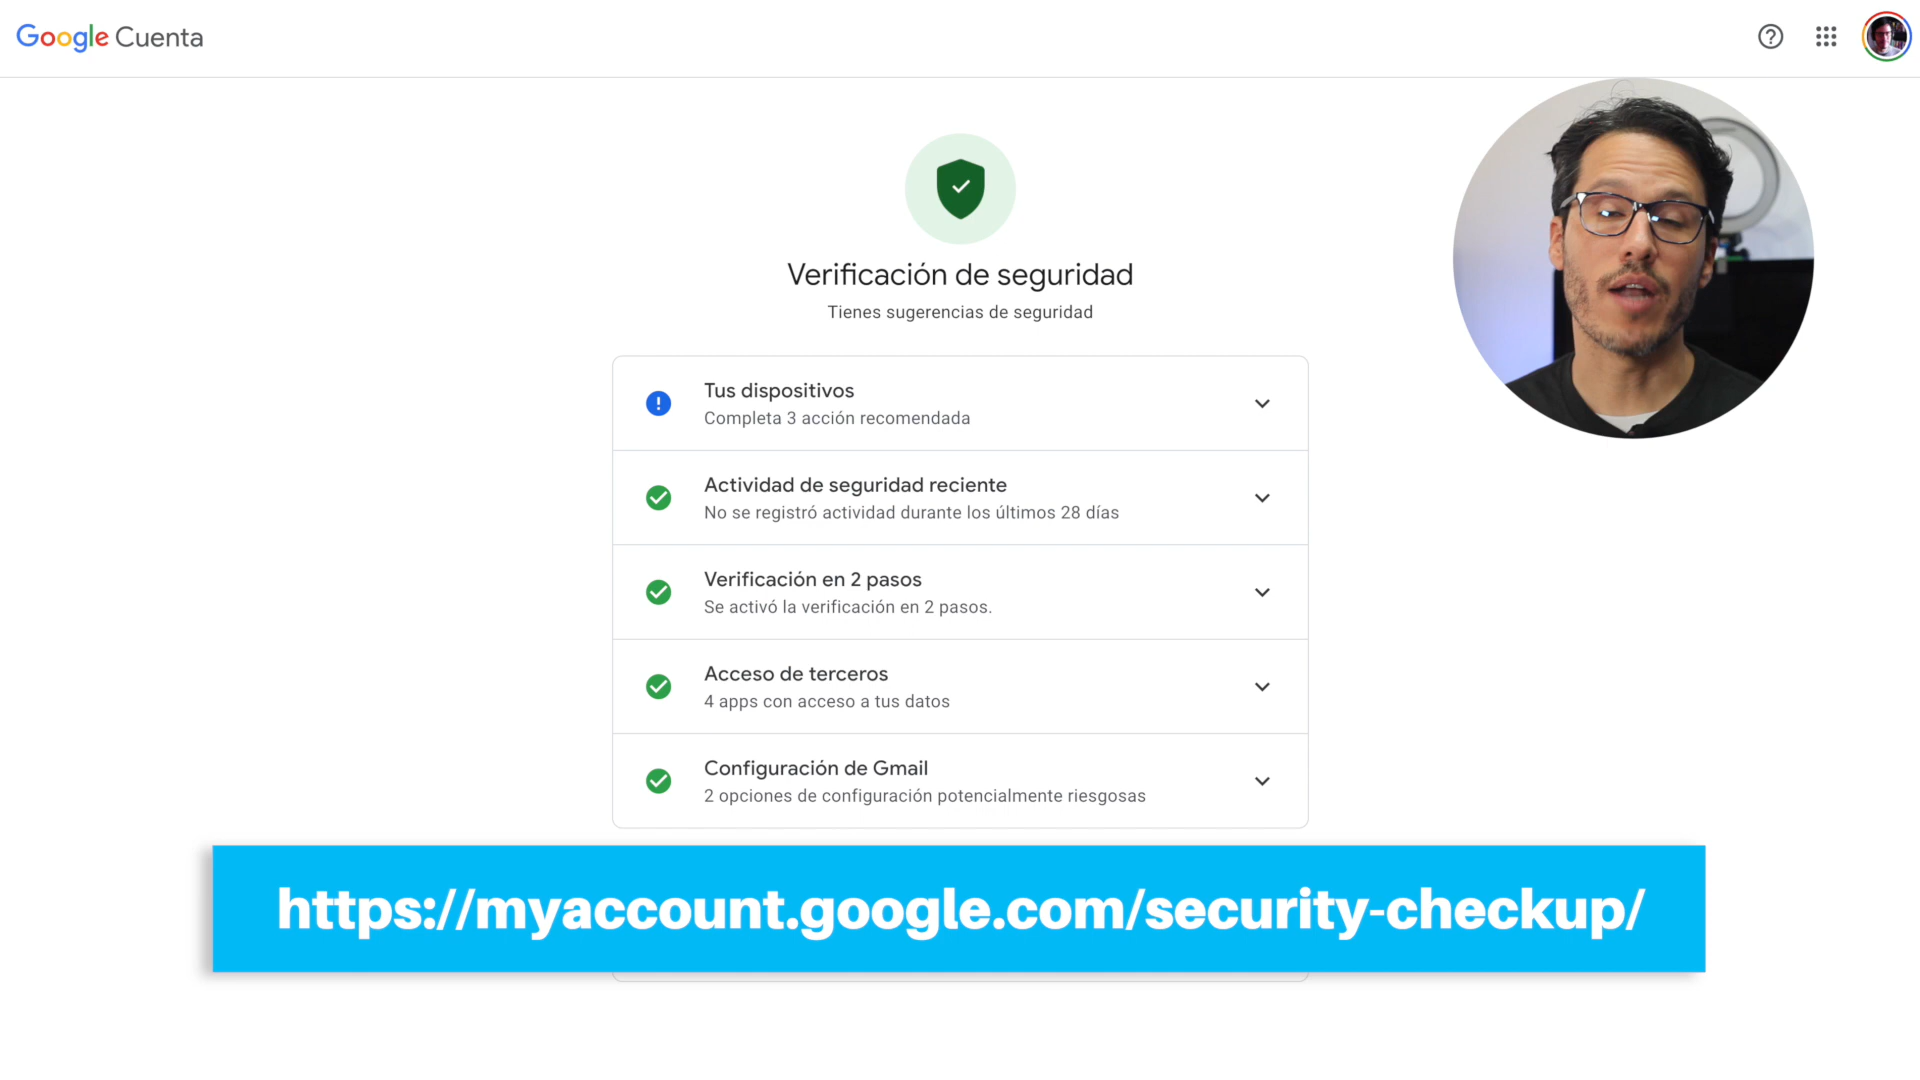 Google Cuenta
Verificación de seguridad
Tienes sugerencias de seguridad
Tus dispositivos
Completa 3 acción recomendada
Actividad de seguridad reciente
No se registró actividad durante los últimos 28 días
Verificación en 2 pasos
Se activó la verificación en 2 pasos.
Acceso de terceros
4 apps con acceso a tus datos
Configuración de Gmail
2 opciones de configuración potencialmente riesgosas
https://myaccount.google.com/security-checkup/